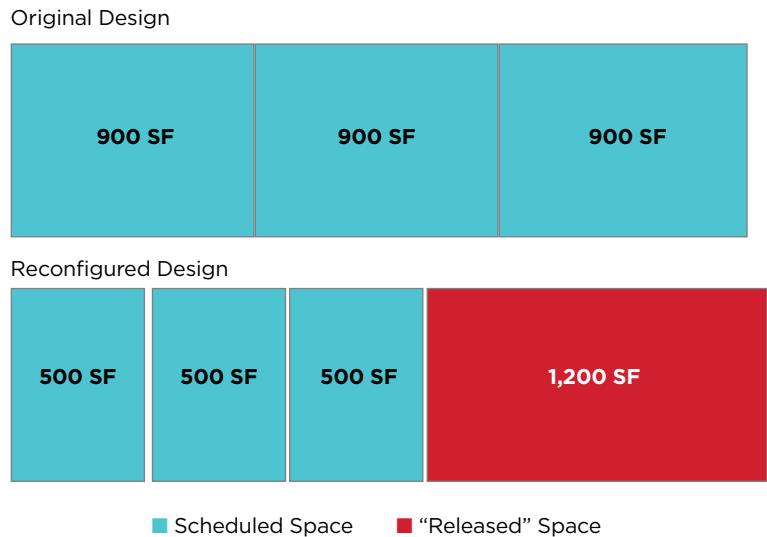 Original Design
900 SF 900 SF 900 SF
Reconfigured Design
500 SF 500 SF 500 SF 1,200 SF
Scheduled Space “Released” Space